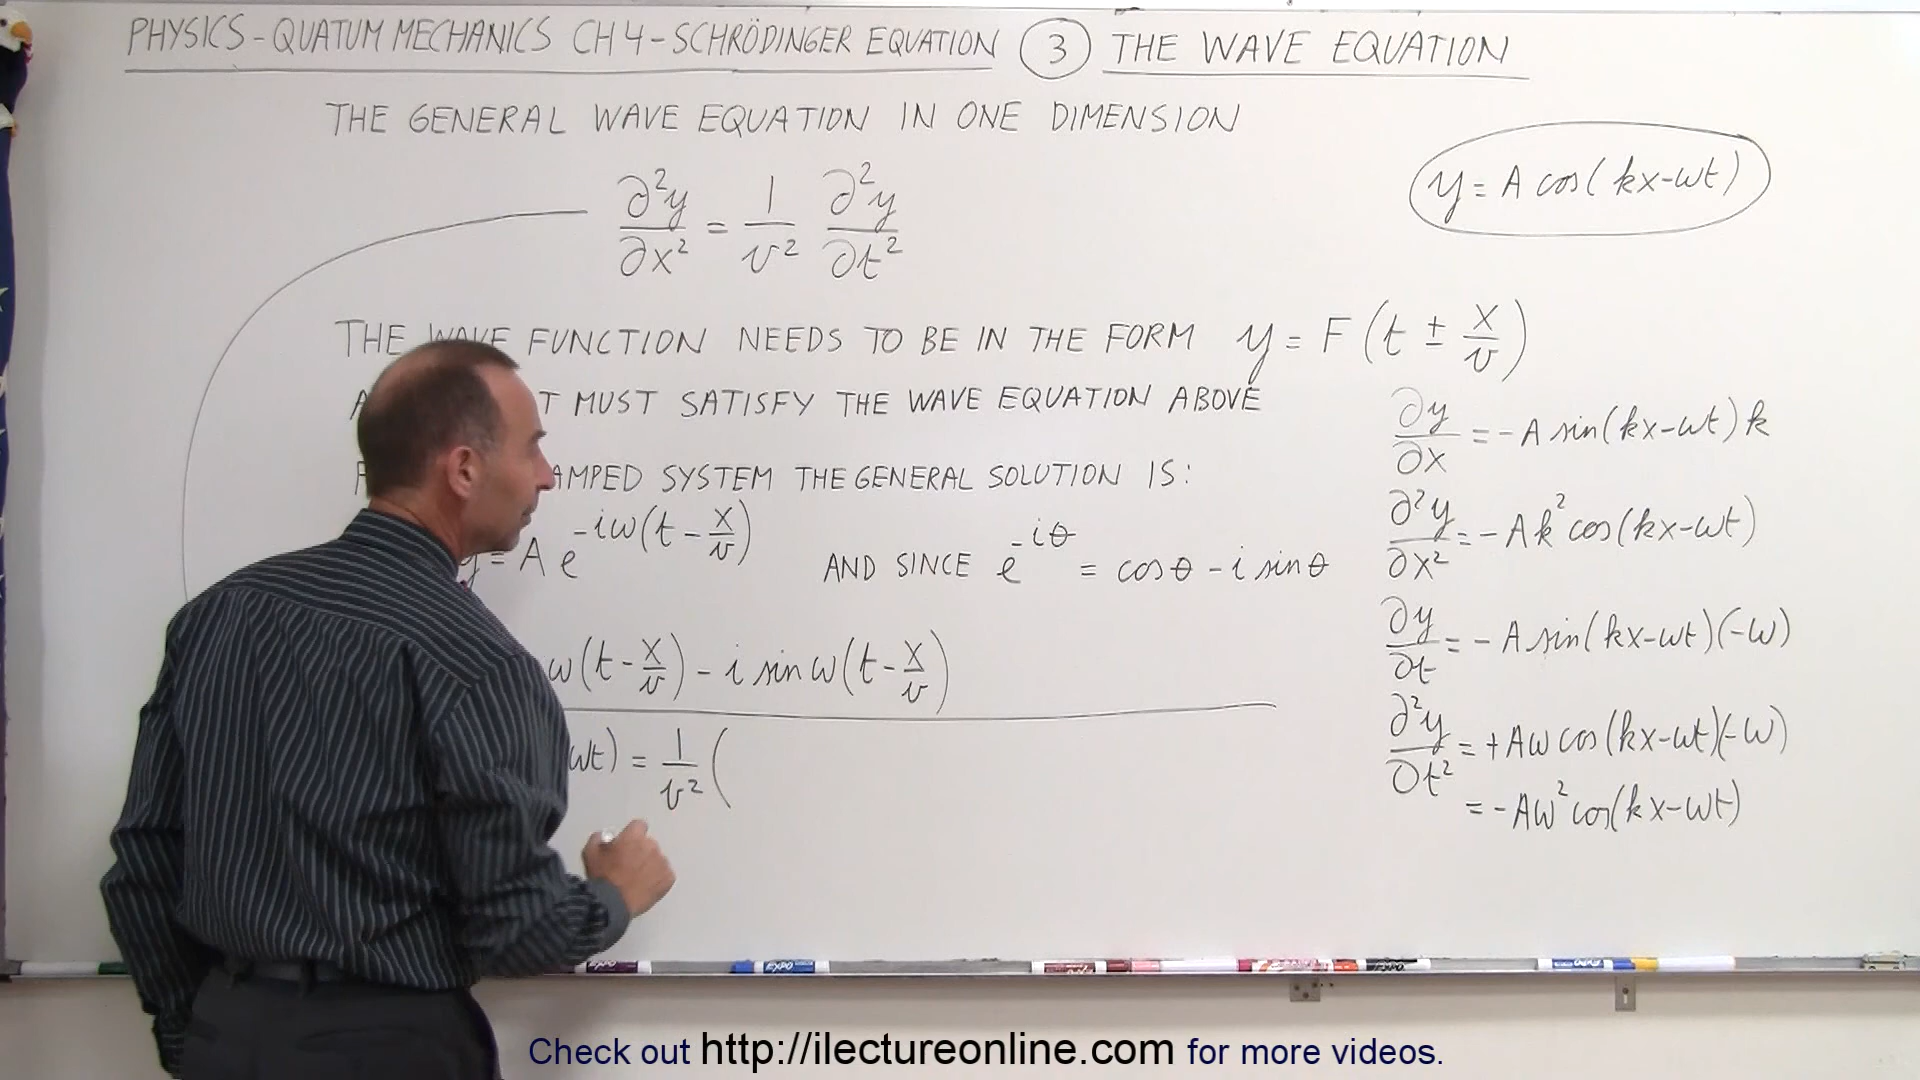 PHYSICS - QUATUM MECHANICS CH 4 - SCHRÖDINGER EQUATION ③ THE WAVE EQUATION
THE GENERAL WAVE EQUATION IN ONE DIMENSION
y = A cos(kx-ωt)
∂²y/∂x² = 1/v² ∂²y/∂t²
THE WAVE FUNCTION NEEDS TO BE IN THE FORM y = F(t ± x/v)
MUST SATISFY THE WAVE EQUATION ABOVE
AMPED SYSTEM THE GENERAL SOLUTION IS:
y = A e^{-iω(t - x/v)} AND SINCE e^{-iθ} = cosθ - i sinθ
ω(t - x/v) - i sin ω(t - x/v)
ωt) = 1/v² (
∂y/∂x = -A sin(kx-ωt) k
∂²y/∂x² = -Ak² cos(kx-ωt)
∂y/∂t = -A sin(kx-ωt)(-ω)
∂²y/∂t² = +Aω cos(kx-ωt)(-ω)
= -Aω² cos(kx-ωt)
Check out http://ilectureonline.com for more videos.